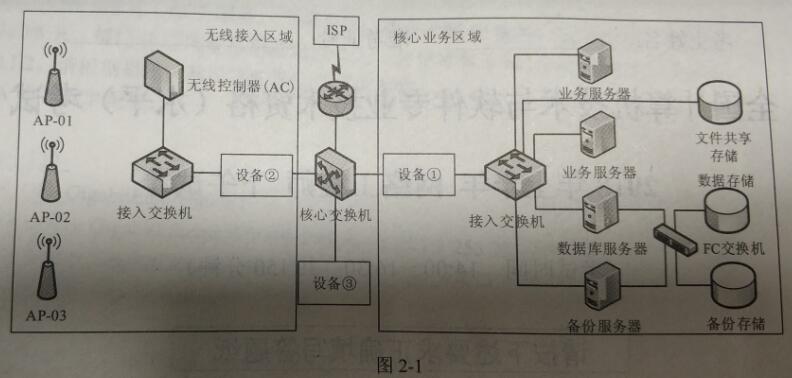 无线接入区域
ISP
核心业务区域
无线控制器(AC)
业务服务器
AP-01
文件共享
存储
设备②
设备①
业务服务器
AP-02
接入交换机
核心交换机
接入交换机
数据存储
数据库服务器
FC交换机
设备③
AP-03
备份服务器
备份存储
图 2-1